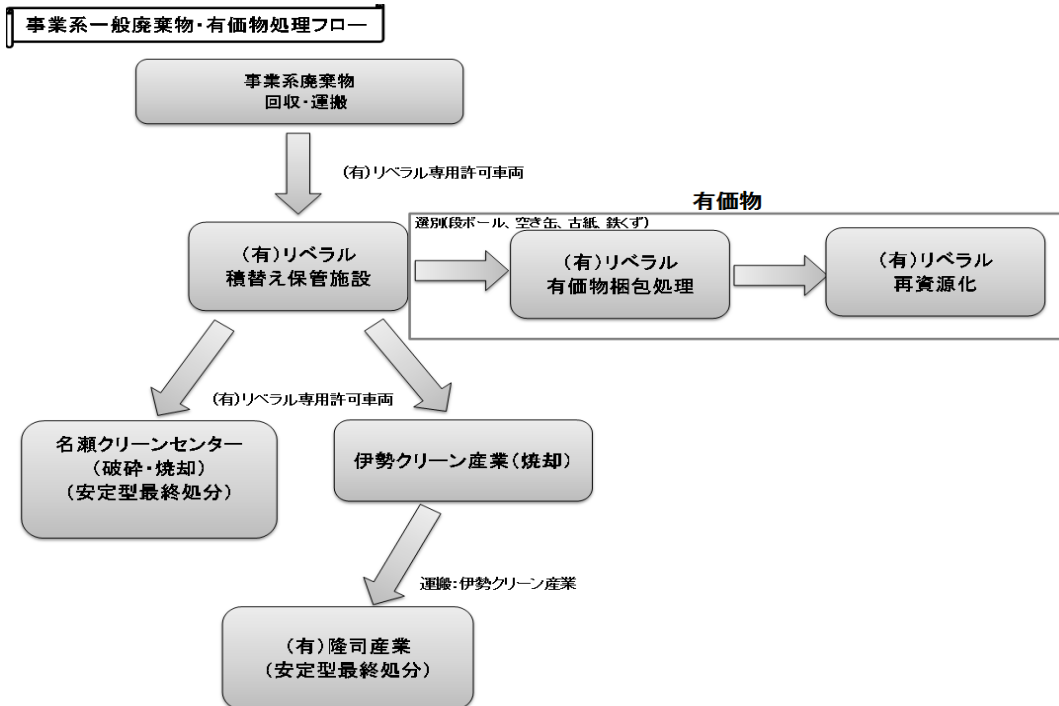 事業系一般廃棄物・有価物処理フロー
事業系廃棄物
回収・運搬
(有)リベラル専用許可車両
有価物
選別(段ボール、空き缶、古紙、鉄くず)
(有)リベラル
積替え保管施設
(有)リベラル
有価物梱包処理
(有)リベラル
再資源化
(有)リベラル専用許可車両
名瀬クリーンセンター
(破砕・焼却)
(安定型最終処分)
伊勢クリーン産業(焼却)
運搬:伊勢クリーン産業
(有)隆司産業
(安定型最終処分)